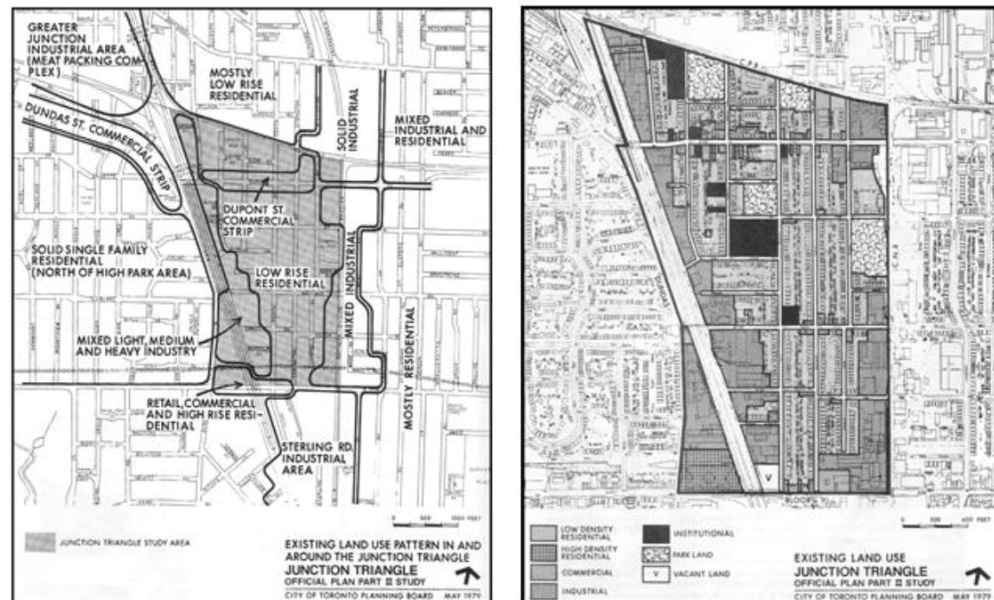 GREATER
JUNCTION
INDUSTRIAL AREA
(MEAT PACKING COM-
PLEX)
MOSTLY
LOW RISE
RESIDENTIAL
SOLID
INDUSTRIAL
MIXED
INDUSTRIAL AND
RESIDENTIAL
DUNDAS ST. COMMERCIAL
STRIP
DUPONT ST.
COMMERCIAL
STRIP
SOLID SINGLE FAMILY
RESIDENTIAL
(NORTH OF HIGH PARK AREA)
LOW RISE
RESIDENTIAL
MIXED INDUSTRIAL
MIXED LIGHT, MEDIUM
AND HEAVY INDUSTRY
MOSTLY RESIDENTIAL
RETAIL, COMMERCIAL
AND HIGH RISE RESI-
DENTIAL
STERLING RD.
INDUSTRIAL
AREA
JUNCTION TRIANGLE STUDY AREA
EXISTING LAND USE PATTERN IN AND
AROUND THE JUNCTION TRIANGLE
JUNCTION TRIANGLE
OFFICIAL PLAN PART III STUDY
CITY OF TORONTO PLANNING BOARD MAY 1979
C.P.R.
C.N.R.
V
LOW DENSITY
RESIDENTIAL
HIGH DENSITY
RESIDENTIAL
COMMERCIAL
INDUSTRIAL
INSTITUTIONAL
PARK LAND
V VACANT LAND
EXISTING LAND USE
JUNCTION TRIANGLE
OFFICIAL PLAN PART III STUDY
CITY OF TORONTO PLANNING BOARD MAY 1979